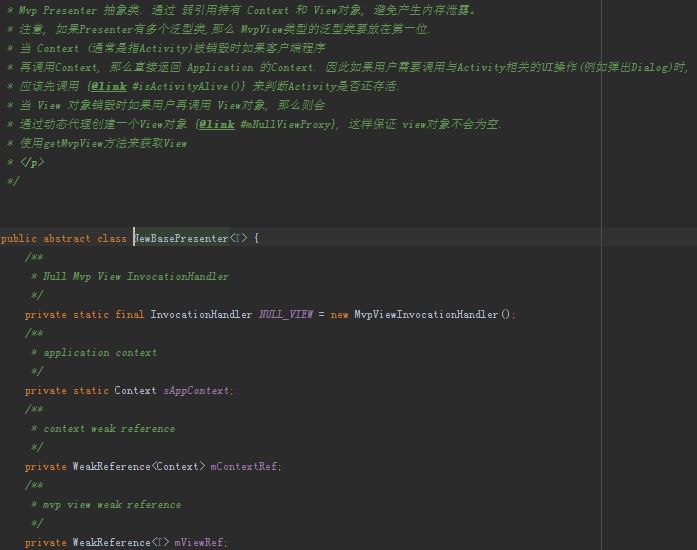 * Mvp Presenter 抽象类. 通过 弱引用持有 Context 和 View对象, 避免产生内存泄露。
* 注意, 如果Presenter有多个泛型类,那么 MvpView类型的泛型类要放在第一位.
* 当 Context (通常是指Activity)被销毁时如果客户端程序
* 再调用Context, 那么直接返回 Application 的Context. 因此如果用户需要调用与Activity相关的UI操作(例如弹出Dialog)时,
* 应该先调用 {@link #isActivityAlive()} 来判断Activity是否还存活.
* 当 View 对象销毁时如果用户再调用 View对象, 那么则会
* 通过动态代理创建一个View对象 {@link #mNullViewProxy}, 这样保证 view对象不会为空.
* 使用getMvpView方法来获取View
* </p>
*/
public abstract class NewBasePresenter<T> {
/**
* Null Mvp View InvocationHandler
*/
private static final InvocationHandler NULL_VIEW = new MvpViewInvocationHandler();
/**
* application context
*/
private static Context sAppContext;
/**
* context weak reference
*/
private WeakReference<Context> mContextRef;
/**
* mvp view weak reference
*/
private WeakReference<T> mViewRef;